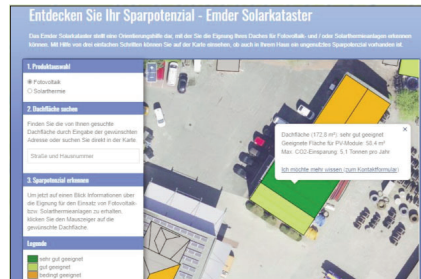 Entdecken Sie Ihr Sparpotenzial - Emder Solarkataster
Das Emder Solarkataster stellt eine Orientierungshilfe dar, mit der Sie die Eignung Ihres Daches für Fotovoltaik- und / oder Solarthermieanlagen erkennen
können. Mit Hilfe von drei einfachen Schritten können Sie auf der Karte einsehen, ob auch in Ihrem Haus ein ungenutztes Sparpotenzial vorhanden ist.
1. Produktauswahl
Fotovoltaik
Solarthermie
2. Dachfläche suchen
Finden Sie die von Ihnen gesuchte
Dachfläche durch Eingabe der gewünschten
Adresse oder suchen Sie direkt in der Karte.
Straße und Hausnummer
3. Sparpotenzial erkennen
Um jetzt auf einen Blick Informationen über
die Eignung für den Einsatz von Fotovoltaik-
bzw. Solarthermieanlagen zu erhalten,
klicken Sie den Mauszeiger auf die
gewünschte Dachfläche.
Legende
sehr gut geeignet
gut geeignet
bedingt geeignet
Dachfläche (172.8 m²): sehr gut geeignet
Geeignete Fläche für PV-Module: 58.4 m²
Max. CO2-Einsparung: 5.1 Tonnen pro Jahr
Ich möchte mehr wissen (zum Kontaktformular)